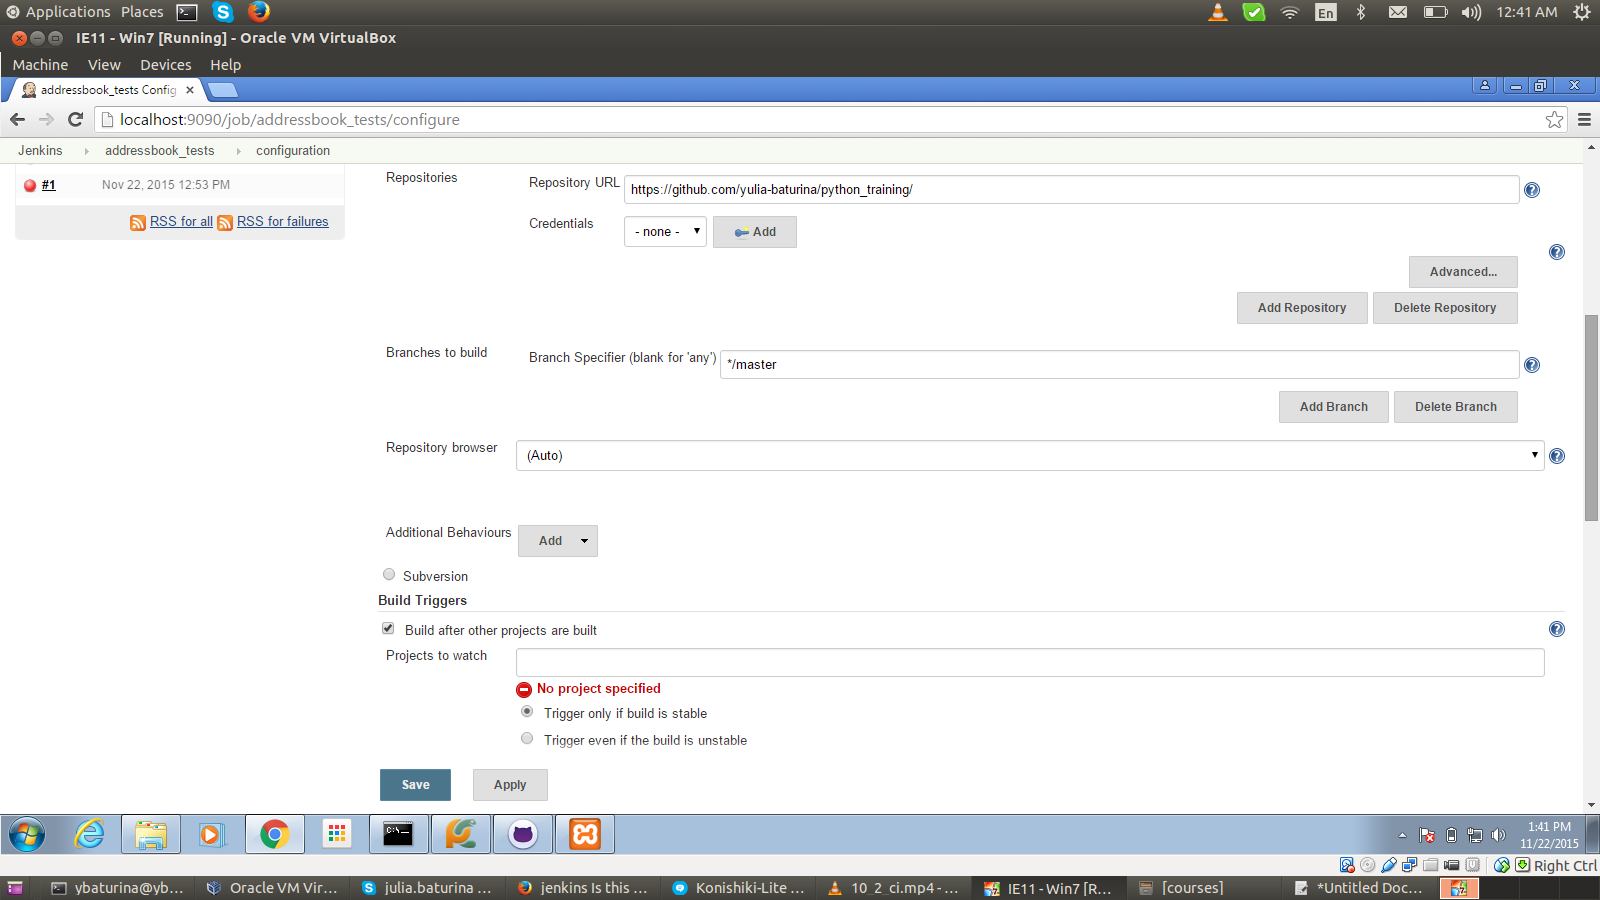 Applications Places En 12:41 AM
IE11 - Win7 [Running] - Oracle VM VirtualBox
Machine View Devices Help
addressbook_tests Config
localhost:9090/job/addressbook_tests/configure
Jenkins addressbook_tests configuration
#1 Nov 22, 2015 12:53 PM
RSS for all RSS for failures
Repositories
Repository URL https://github.com/yulia-baturina/python_training/
Credentials - none - Add
Advanced...
Add Repository Delete Repository
Branches to build Branch Specifier (blank for 'any') */master
Add Branch Delete Branch
Repository browser (Auto)
Additional Behaviours Add
Subversion
Build Triggers
Build after other projects are built
Projects to watch
No project specified
Trigger only if build is stable
Trigger even if the build is unstable
Save Apply
C:\
1:41 PM
11/22/2015
Right Ctrl
ybaturina@yb... Oracle VM Vir... julia.baturina ... jenkins Is this ... Konishiki-Lite ... 10_2_ci.mp4 -... IE11 - Win7 [R... [courses] *Untitled Doc...